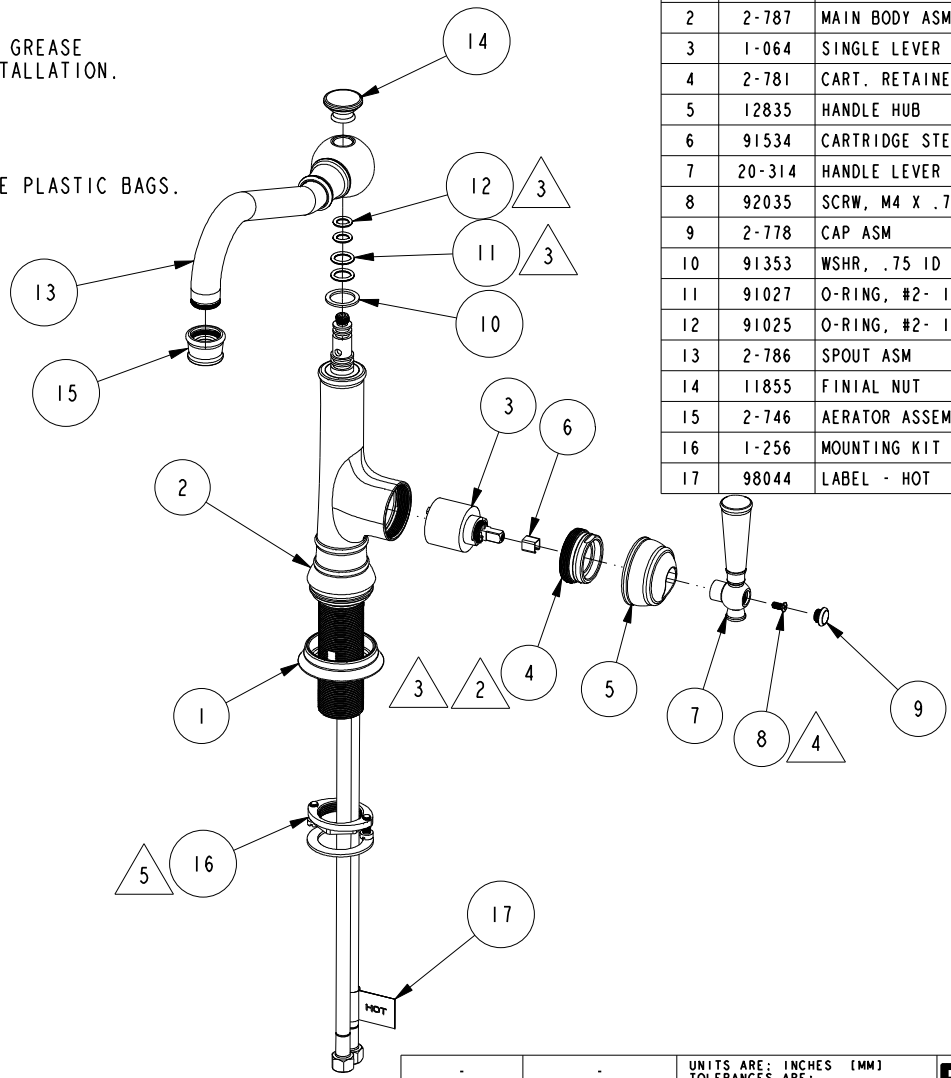 GREASE
TALLATION.
E PLASTIC BAGS.
2 2-787 MAIN BODY ASM
3 1-064 SINGLE LEVER
4 2-781 CART. RETAINE
5 12835 HANDLE HUB
6 91534 CARTRIDGE STE
7 20-314 HANDLE LEVER
8 92035 SCRW, M4 X .7
9 2-778 CAP ASM
10 91353 WSHR, .75 ID
11 91027 O-RING, #2- 1
12 91025 O-RING, #2- 1
13 2-786 SPOUT ASM
14 11855 FINIAL NUT
15 2-746 AERATOR ASSEM
16 1-256 MOUNTING KIT
17 98044 LABEL - HOT
14
12 3
11 3
13
10
15
3
6
2
3 2 4
5
1
7
8 4
9
5 16
17
HOT
- - UNITS ARE: INCHES [MM]
TOLERANCES ARE: